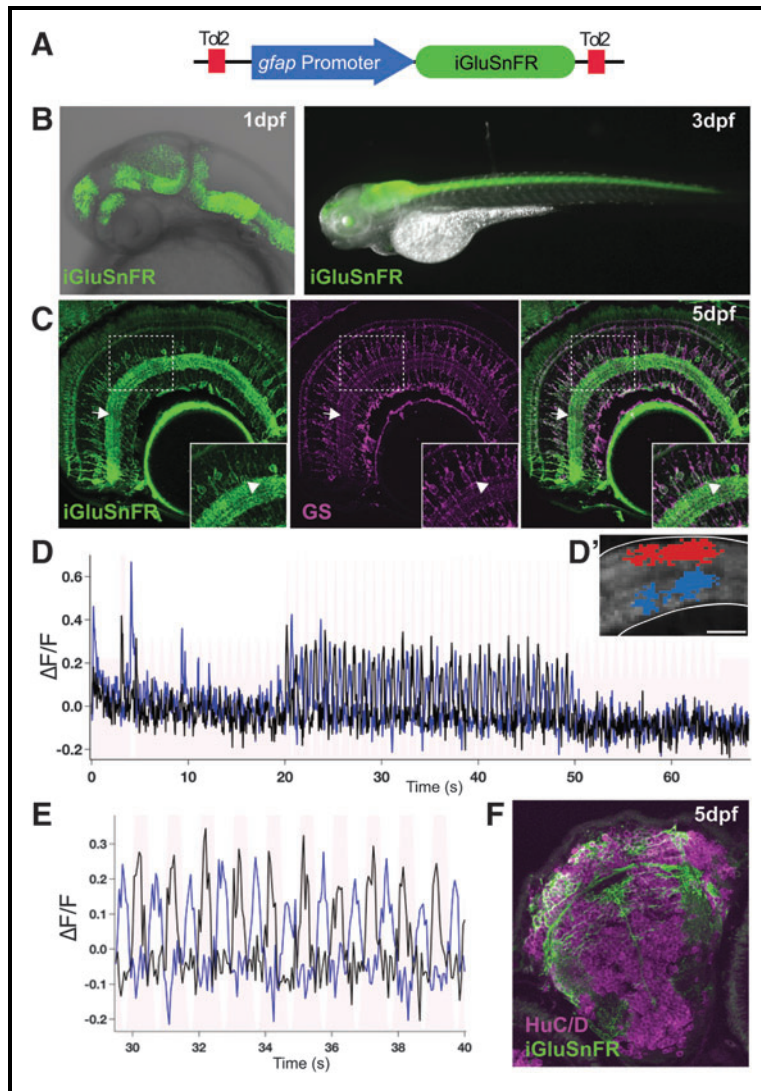 A
Tol2
gfap Promoter
iGluSnFR
Tol2
B
1dpf
iGluSnFR
3dpf
iGluSnFR
C
iGluSnFR
GS
5dpf
D
ΔF/F
0.6
0.4
0.2
0.0
-0.2
0 10 20 30 40 50 60
Time (s)
D'
E
ΔF/F
0.3
0.2
0.1
0.0
-0.1
-0.2
30 32 34 36 38 40
Time (s)
F
5dpf
HuC/D
iGluSnFR